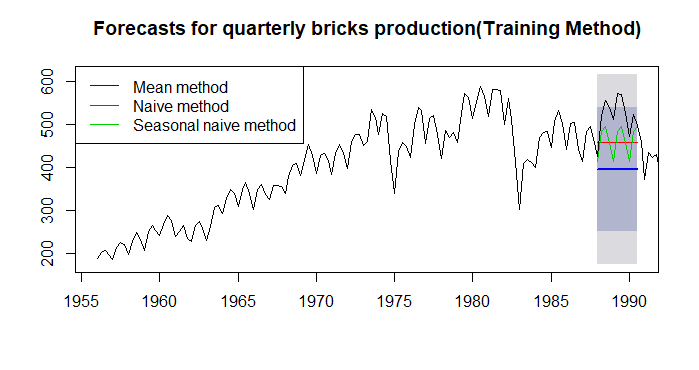 Forecasts for quarterly bricks production(Training Method)
Mean method
Naive method
Seasonal naive method
600
500
400
300
200
1955 1960 1965 1970 1975 1980 1985 1990